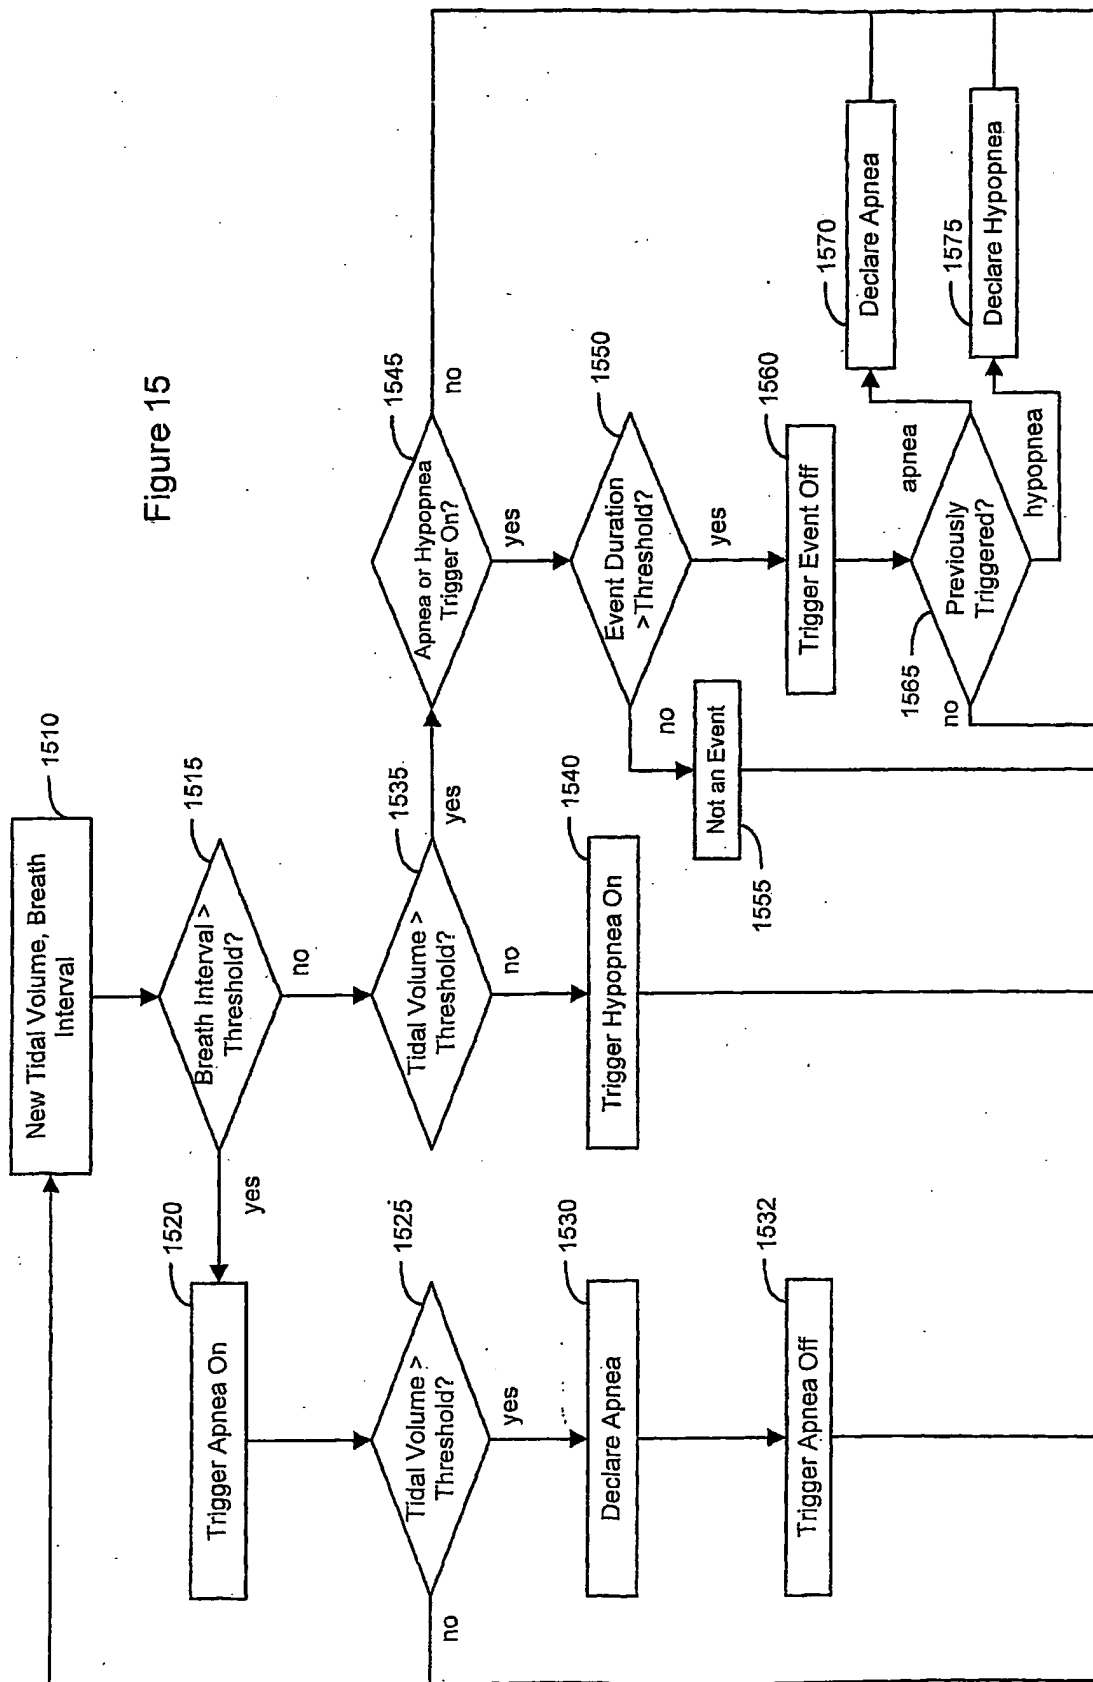 Figure 15
1510
New Tidal Volume, Breath
Interval
1515
Breath Interval >
Threshold?
yes
no
1520
Trigger Apnea On
1525
Tidal Volume >
Threshold?
no
yes
1530
Declare Apnea
1532
Trigger Apnea Off
1535
Tidal Volume >
Threshold?
yes
no
1540
Trigger Hypopnea On
1545
Apnea or Hypopnea
Trigger On?
no
yes
1550
Event Duration
>Threshold?
no
yes
Not an Event
1555
1560
Trigger Event Off
1565
Previously
Triggered?
no
apnea
hypopnea
1570
Declare Apnea
1575
Declare Hypopnea